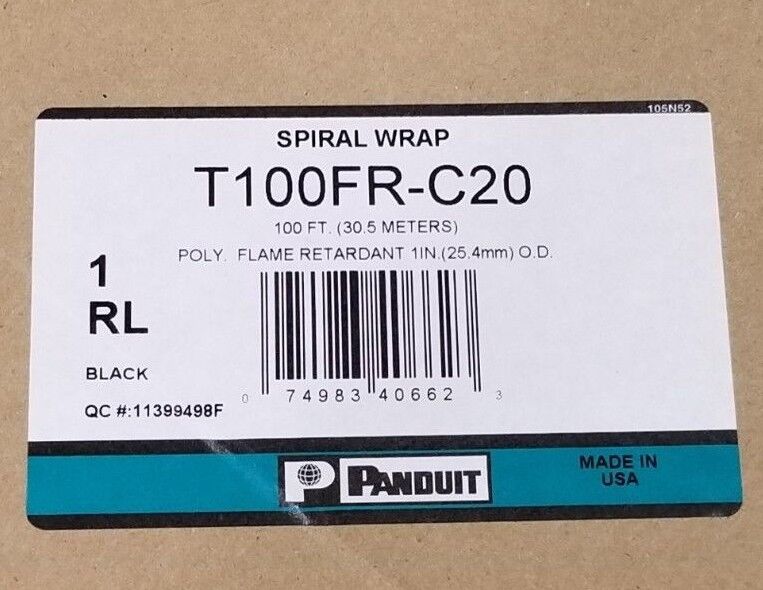 105N52
SPIRAL WRAP
T100FR-C20
100 FT. (30.5 METERS)
POLY. FLAME RETARDANT 1IN.(25.4mm) O.D.
1
RL
BLACK
QC #:11399498F
0 74983 40662 3
P PANDUIT
MADE IN
USA